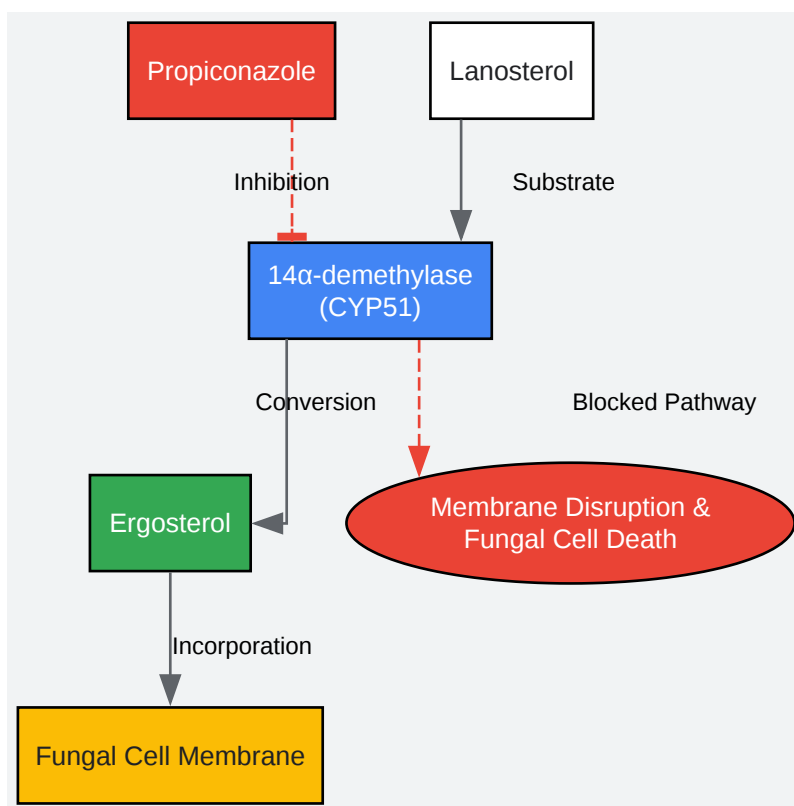 Propiconazole
Lanosterol
Inhibition
Substrate
14α-demethylase
(CYP51)
Conversion
Blocked Pathway
Ergosterol
Membrane Disruption &
Fungal Cell Death
Incorporation
Fungal Cell Membrane